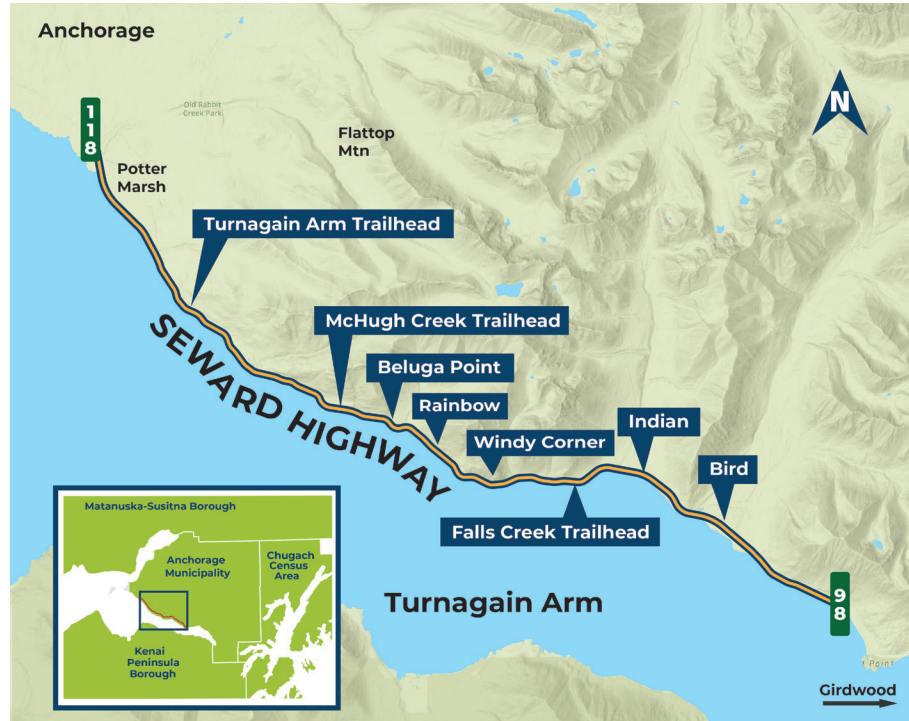 Anchorage
N
118
Old Rabbit
Creek Park
Flattop
Mtn
Potter
Marsh
Turnagain Arm Trailhead
McHugh Creek Trailhead
SEWARD HIGHWAY
Beluga Point
Rainbow
Indian
Windy Corner
Bird
Falls Creek Trailhead
Matanuska-Susitna Borough
Anchorage
Municipality
Chugach
Census
Area
Kenai
Peninsula
Borough
Turnagain Arm
98
Point
Girdwood